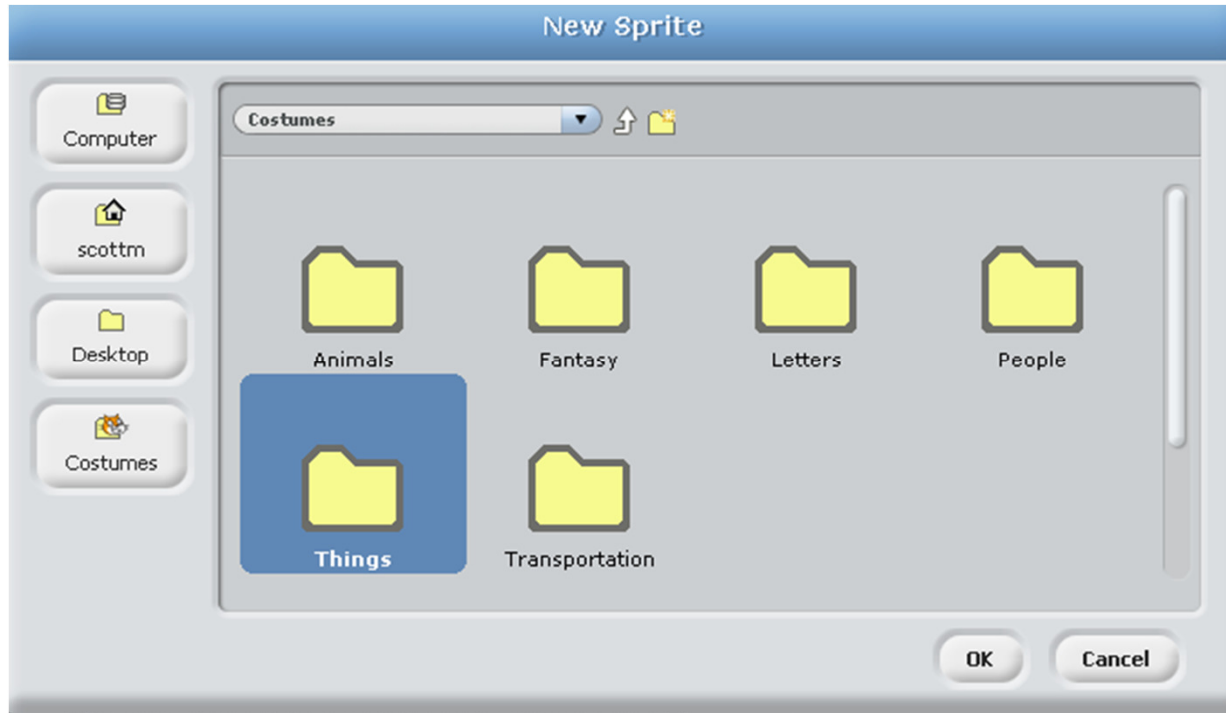 New Sprite
Computer
scottm
Desktop
Costumes
Costumes
Animals
Fantasy
Letters
People
Things
Transportation
OK
Cancel